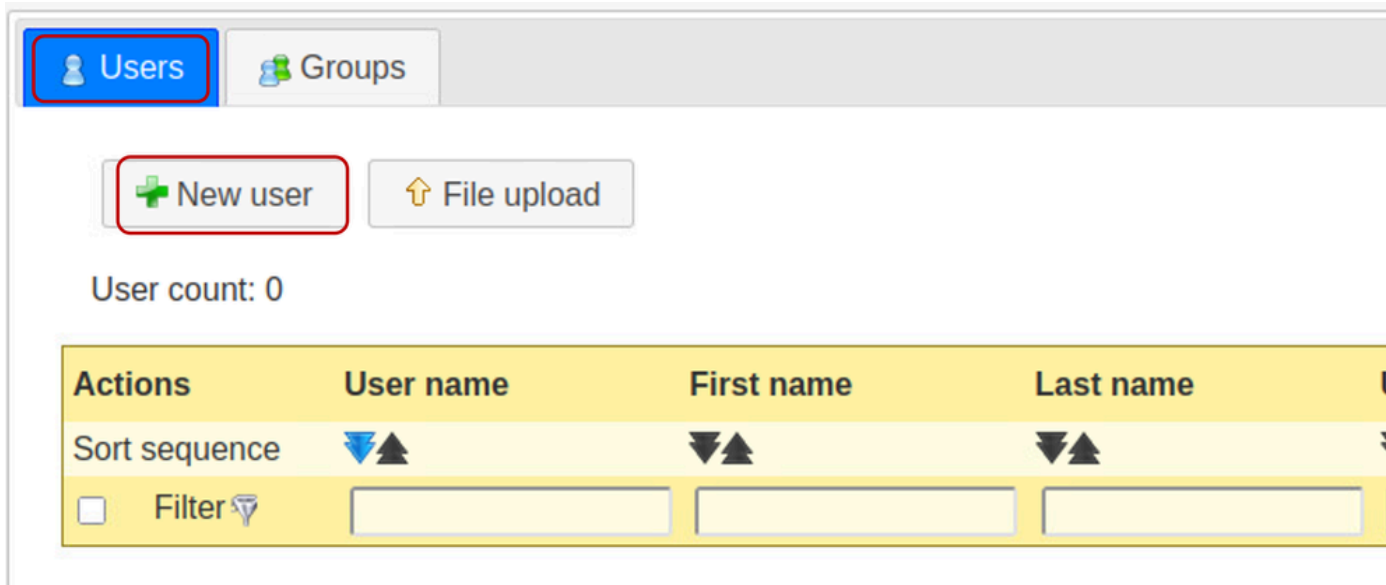 Users Groups
New user File upload
User count: 0
Actions User name First name Last name
Sort sequence
Filter